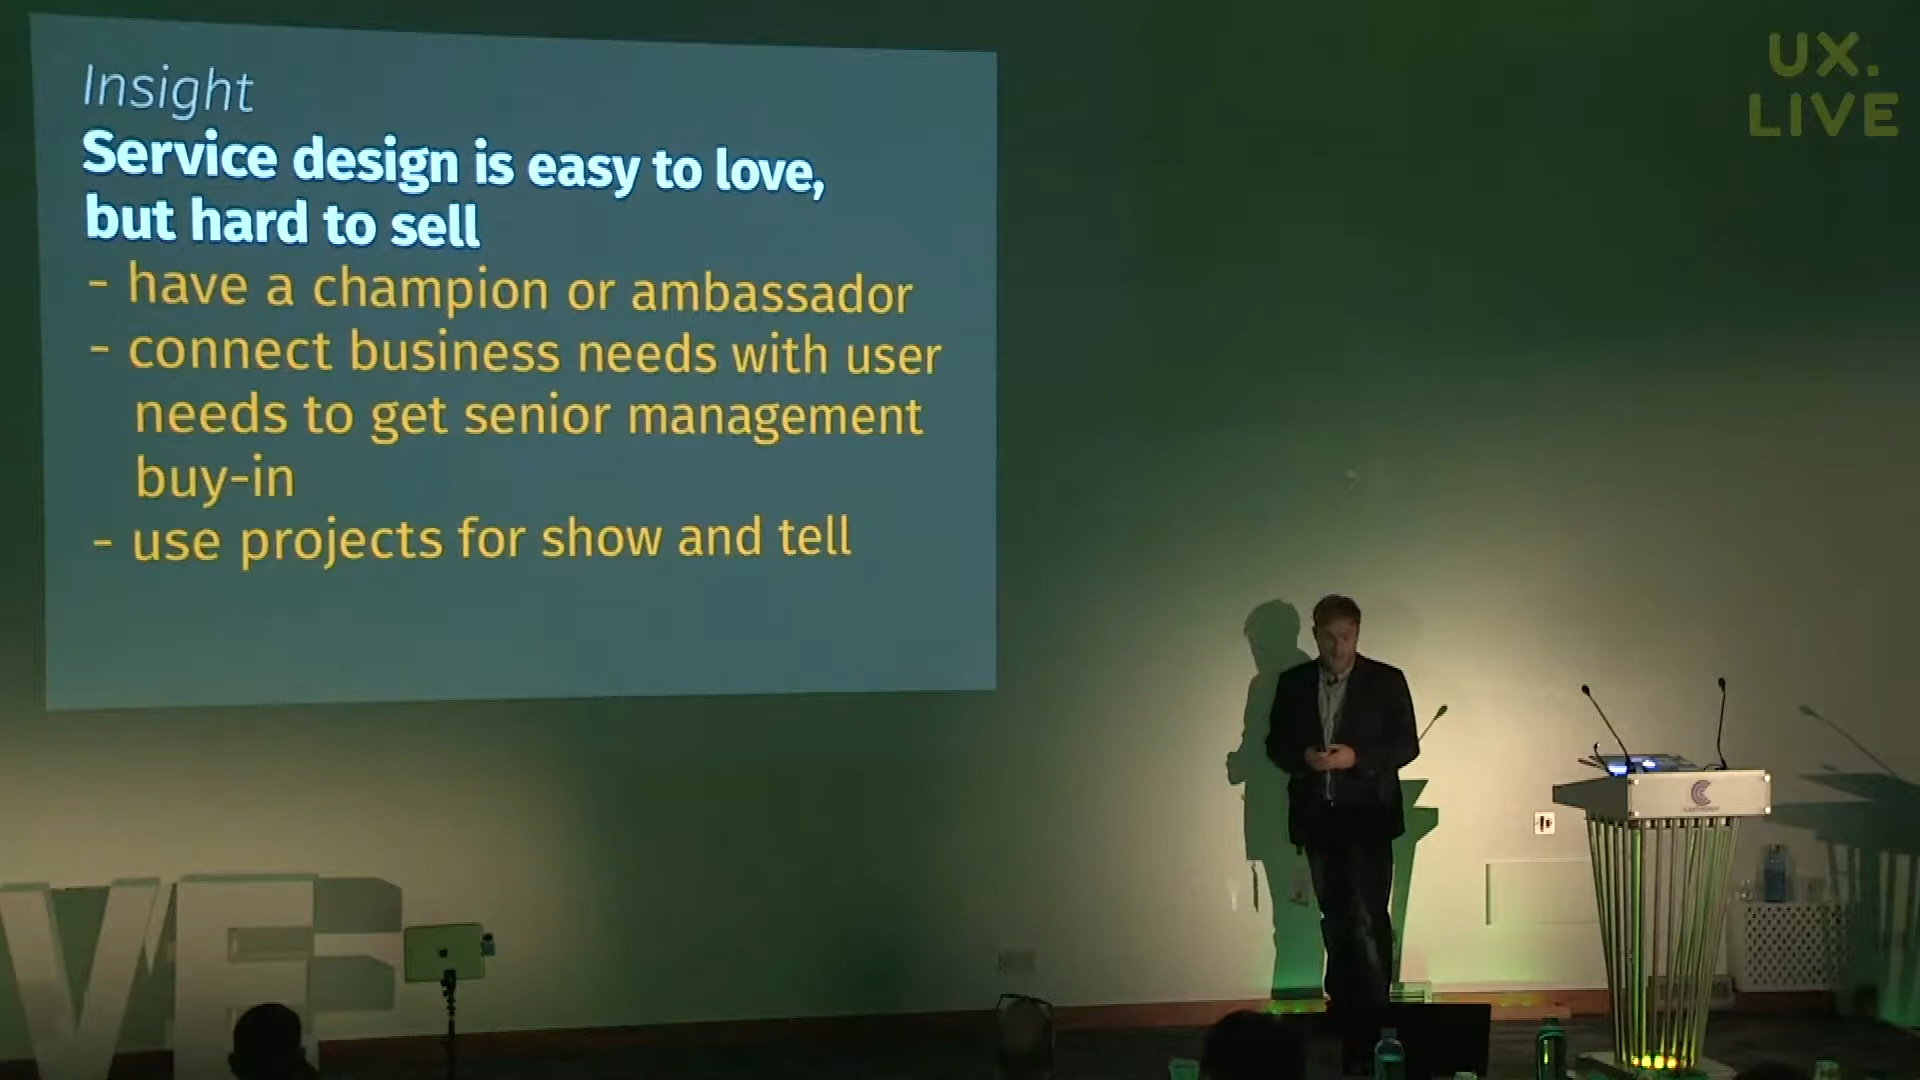 Insight
Service design is easy to love,
but hard to sell
- have a champion or ambassador
- connect business needs with user
needs to get senior management
buy-in
- use projects for show and tell
UX.
LIVE
VE